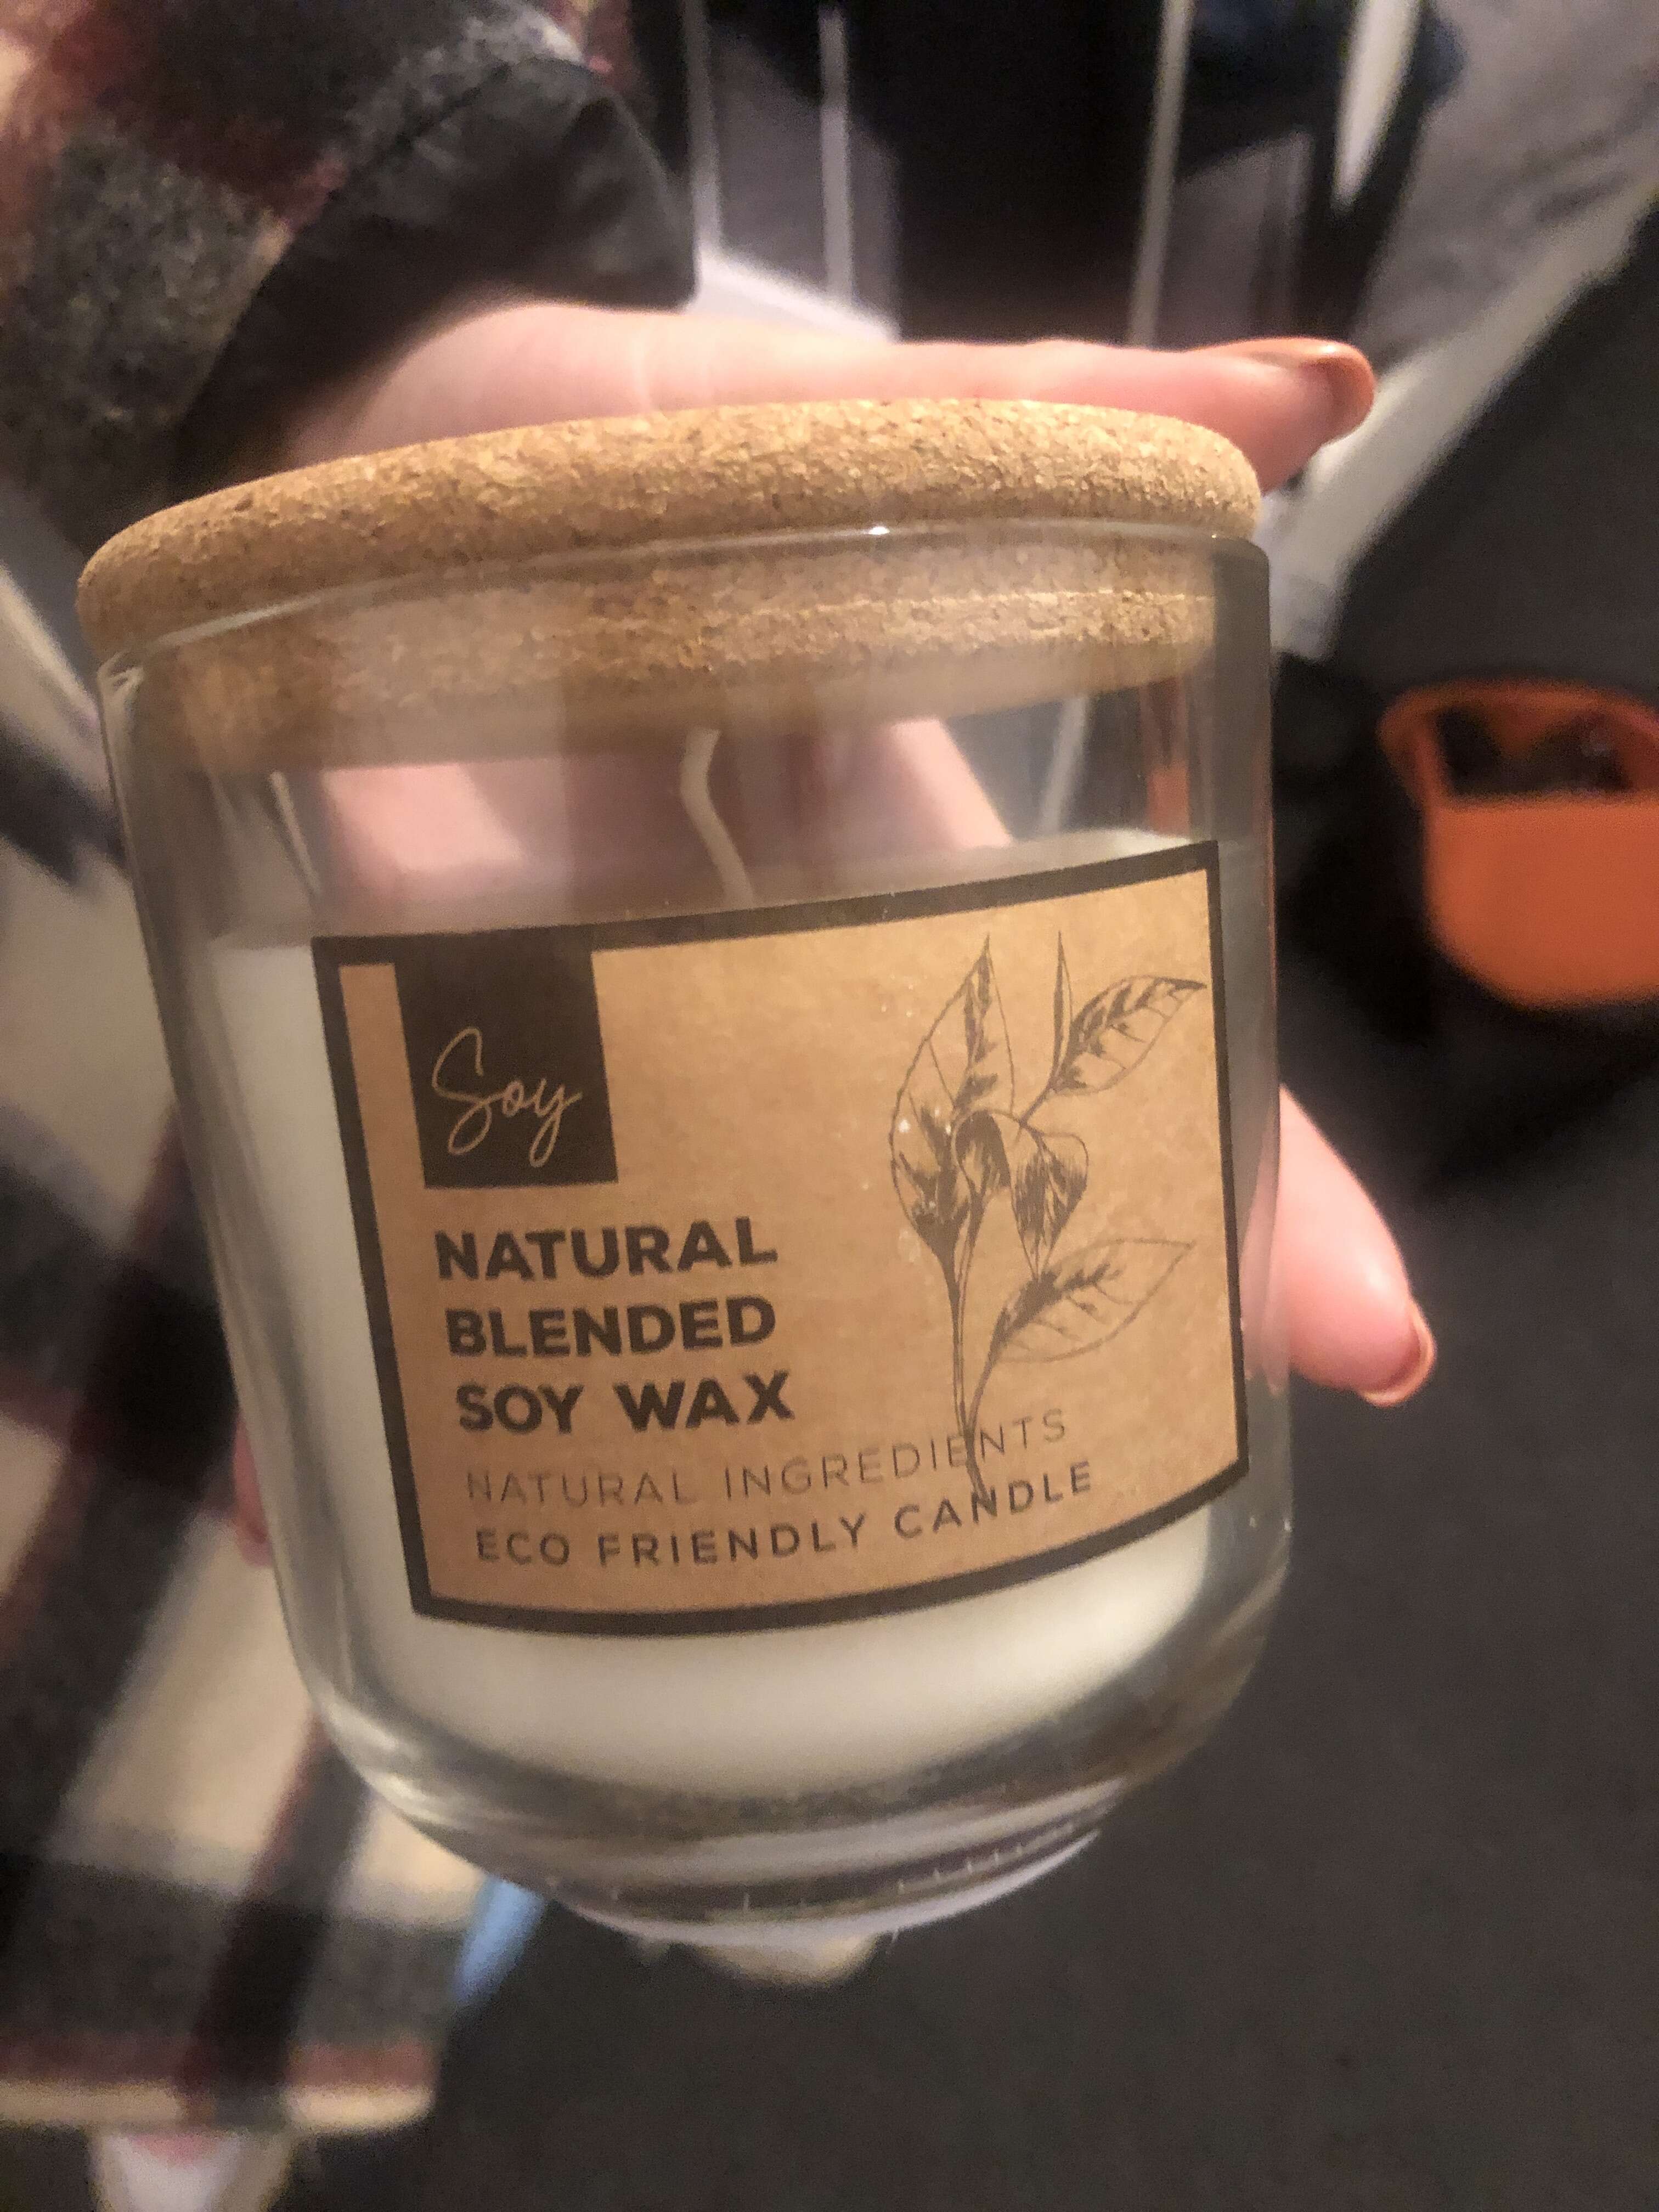 Soy
NATURAL
BLENDED
SOY WAX
NATURAL INGREDIENTS
ECO FRIENDLY CANDLE